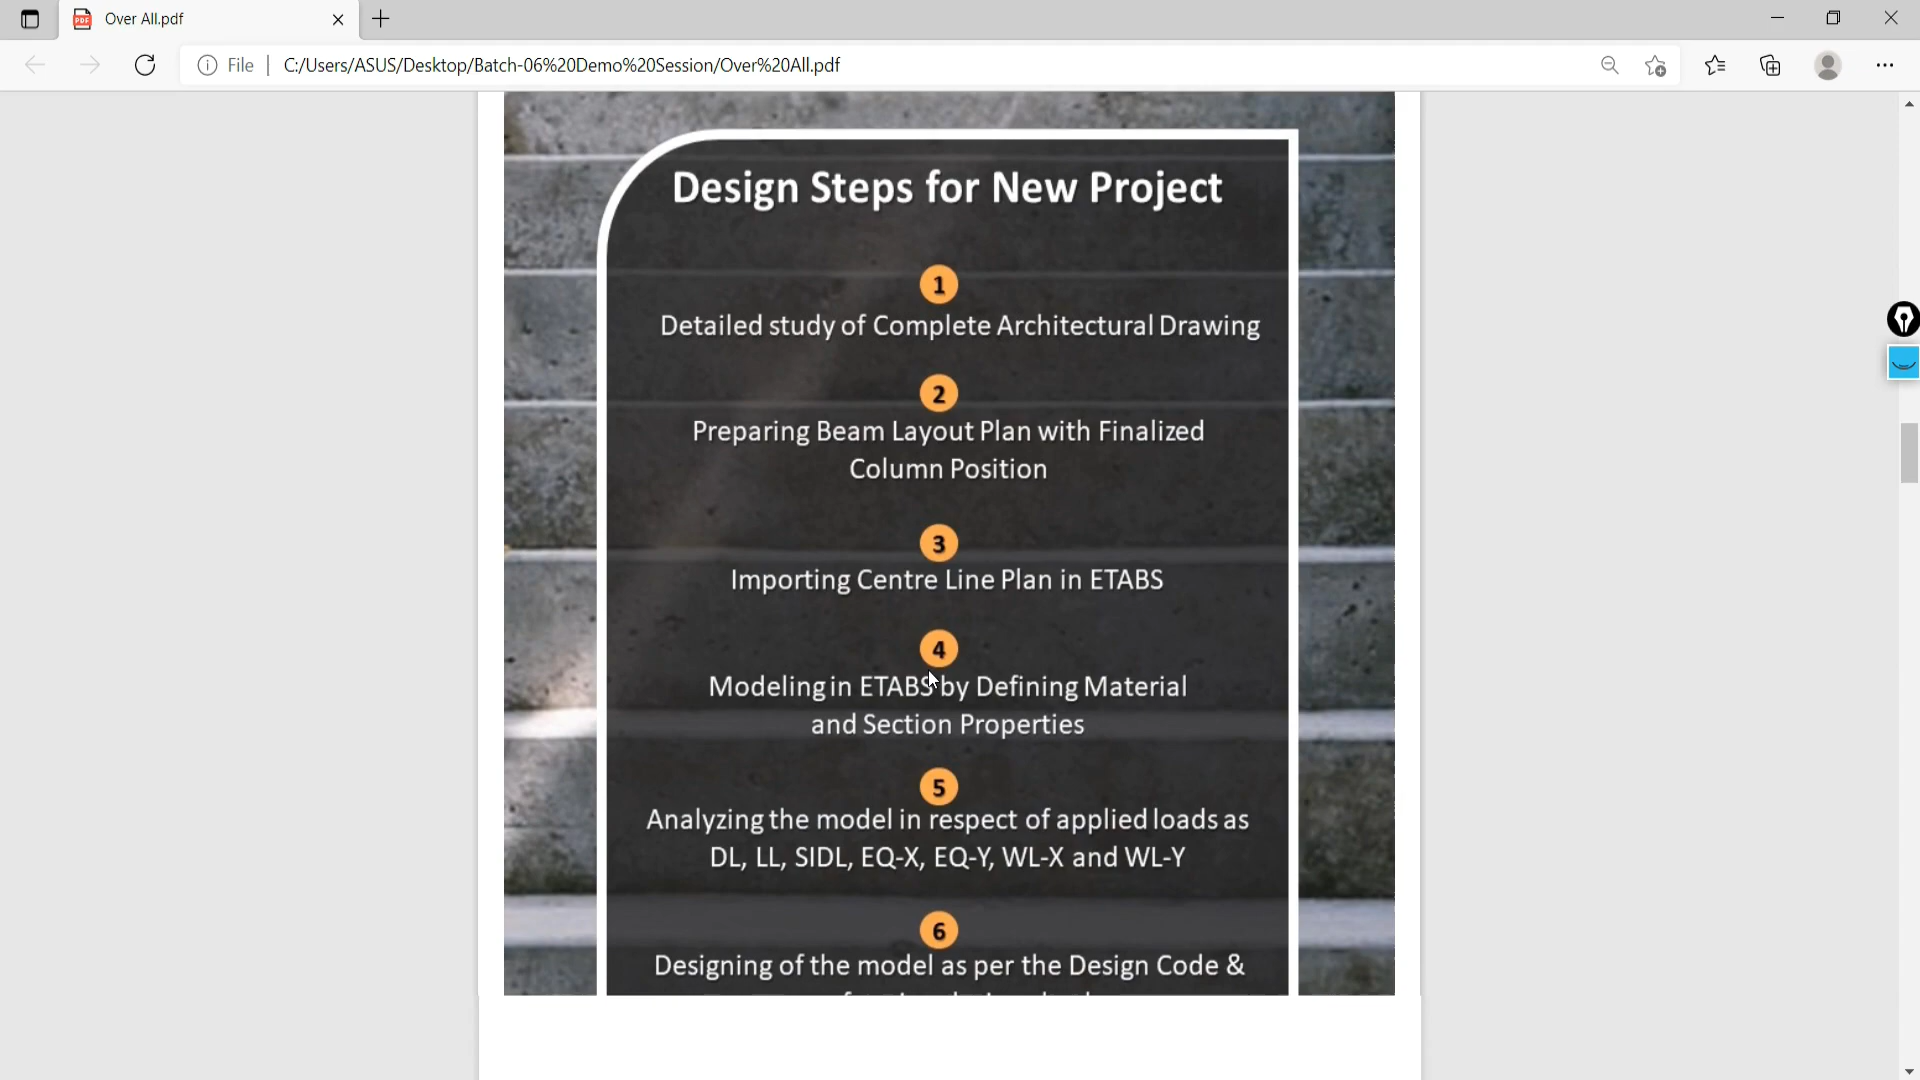 Over All.pdf
File
C:/Users/ASUS/Desktop/Batch-06%20Demo%20Session/Over%20All.pdf
Design Steps for New Project
1
Detailed study of Complete Architectural Drawing
2
Preparing Beam Layout Plan with Finalized
Column Position
3
Importing Centre Line Plan in ETABS
4
Modeling in ETABS by Defining Material
and Section Properties
5
Analyzing the model in respect of applied loads as
DL, LL, SIDL, EQ-X, EQ-Y, WL-X and WL-Y
6
Designing of the model as per the Design Code &